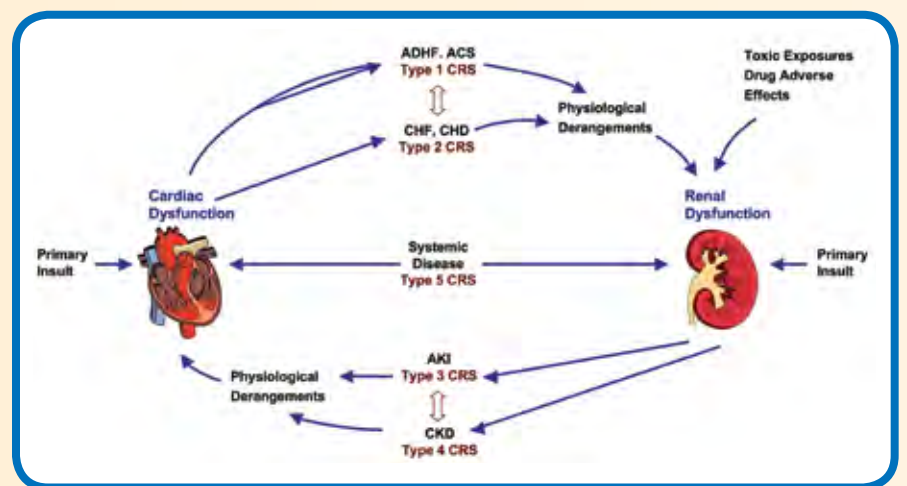 ADHF. ACS
Type 1 CRS
CHF, CHD
Type 2 CRS
Physiological
Derangements
Toxic Exposures
Drug Adverse
Effects
Cardiac
Dysfunction
Renal
Dysfunction
Primary
Insult
Systemic
Disease
Type 5 CRS
Primary
Insult
AKI
Type 3 CRS
Physiological
Derangements
CKD
Type 4 CRS